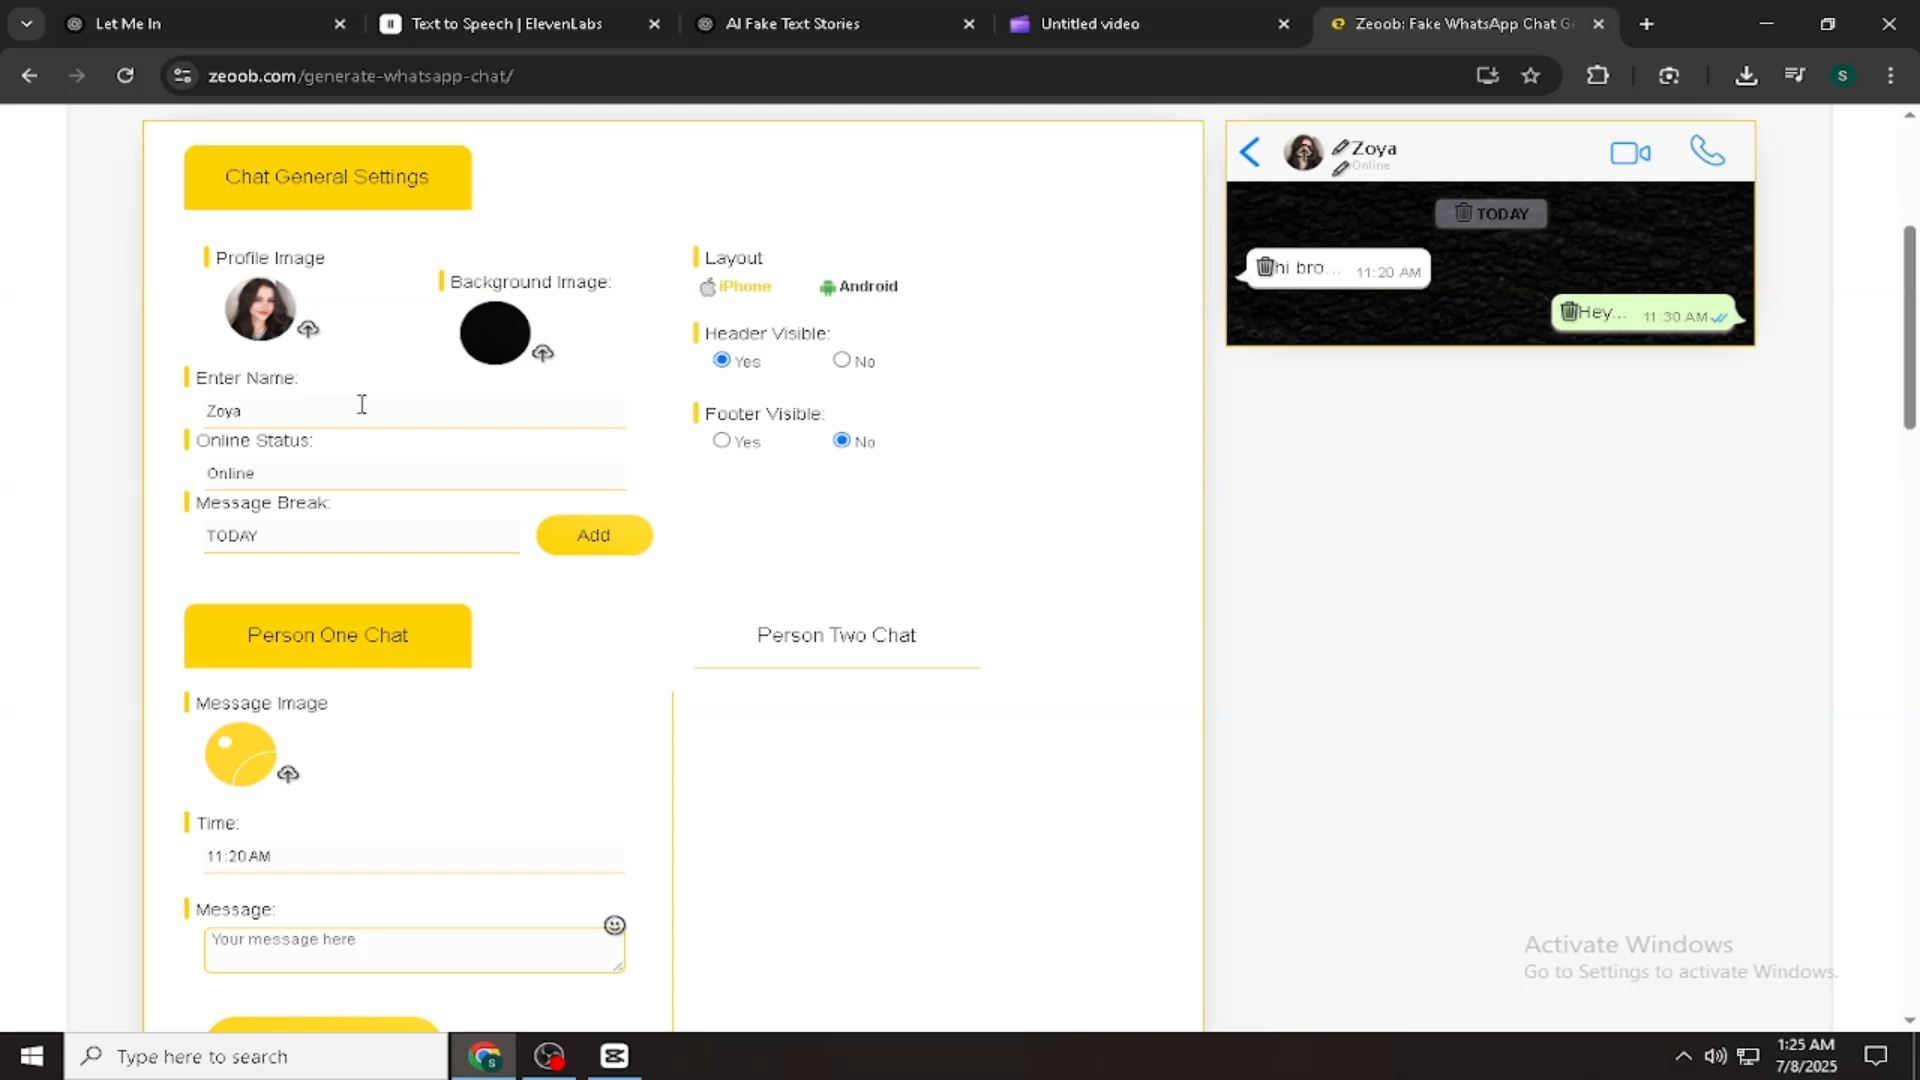 Let Me In
Text to Speech | ElevenLabs
AI Fake Text Stories
Untitled video
Zeoob: Fake WhatsApp Chat G
zeoob.com/generate-whatsapp-chat/
S
Chat General Settings
Profile Image
Background Image:
Layout
iPhone
Android
Header Visible:
Yes
No
Enter Name:
Zoya
Footer Visible:
Yes
No
Online Status:
Online
Message Break:
TODAY
Add
Person One Chat
Person Two Chat
Message Image
Time:
11:20 AM
Message:
Your message here
Zoya
Online
TODAY
hi bro... 11:20 AM
Hey... 11:30 AM
Activate Windows
Go to Settings to activate Windows.
Type here to search
1:25 AM
7/8/2025